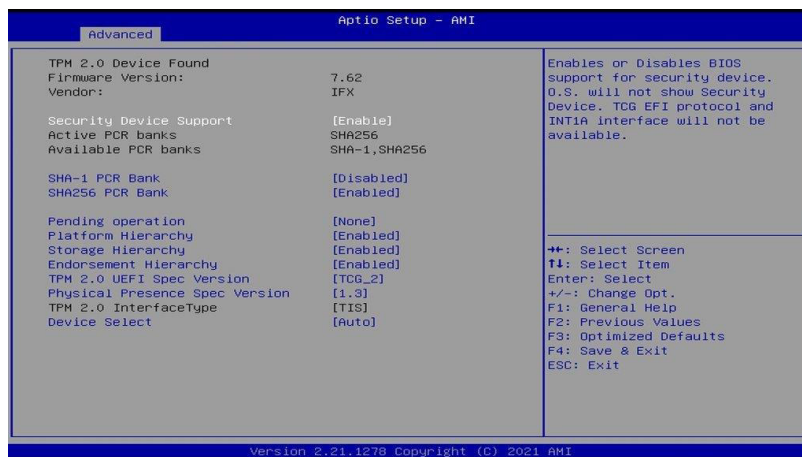 Aptio Setup - AMI
Advanced
TPM 2.0 Device Found
Firmware Version: 7.62
Vendor: IFX
Security Device Support [Enable]
Active PCR banks SHA256
Available PCR banks SHA-1,SHA256
SHA-1 PCR Bank [Disabled]
SHA256 PCR Bank [Enabled]
Pending operation [None]
Platform Hierarchy [Enabled]
Storage Hierarchy [Enabled]
Endorsement Hierarchy [Enabled]
TPM 2.0 UEFI Spec Version [TCG_2]
Physical Presence Spec Version [1.3]
TPM 2.0 InterfaceType [TIS]
Device Select [Auto]
Enables or Disables BIOS
support for security device.
O.S. will not show Security
Device. TCG EFI protocol and
INT1A interface will not be
available.
→←: Select Screen
↑↓: Select Item
Enter: Select
+/-: Change Opt.
F1: General Help
F2: Previous Values
F3: Optimized Defaults
F4: Save & Exit
ESC: Exit
Version 2.21.1278 Copyright (C) 2021 AMI